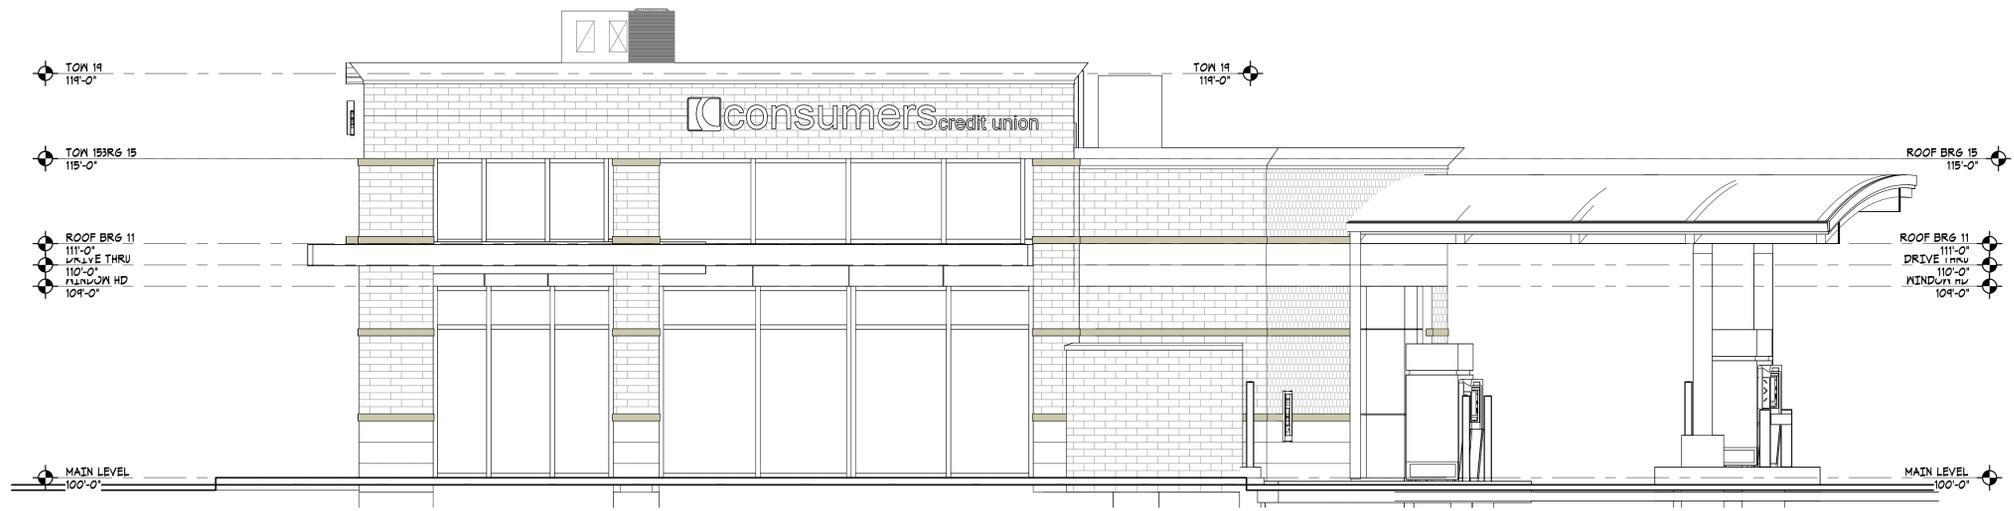 TOW 19
119'-0"
TOW 19
119'-0"
consumers
credit union
TOW 15
BRG 15
115'-0"
ROOF BRG 15
115'-0"
ROOF BRG 11
111'-0"
DRIVE THRU
110'-0"
WINDOW HD
109'-0"
ROOF BRG 11
111'-0"
DRIVE THRU
110'-0"
WINDOW HD
109'-0"
MAIN LEVEL
100'-0"
MAIN LEVEL
100'-0"